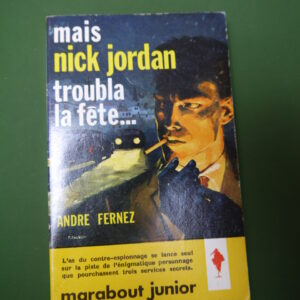 mais
nick jordan
troubla
la fête...
ANDRE FERNEZ
L'as du contre-espionnage se lance seul
sur la piste de l'énigmatique personnage
que pourchassent trois services secrets.
marabout junior